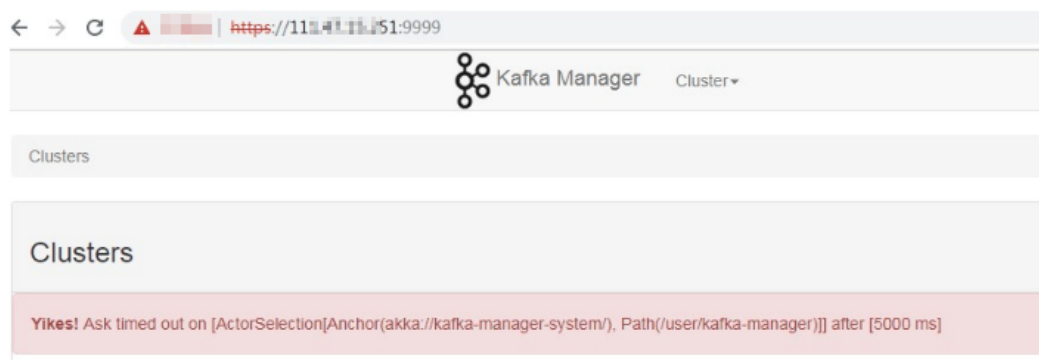 https://11 51:9999
Kafka Manager Cluster
Clusters
Clusters
Yikes! Ask timed out on [ActorSelection[Anchor(akka://kafka-manager-system/), Path(/user/kafka-manager)]] after [5000 ms]